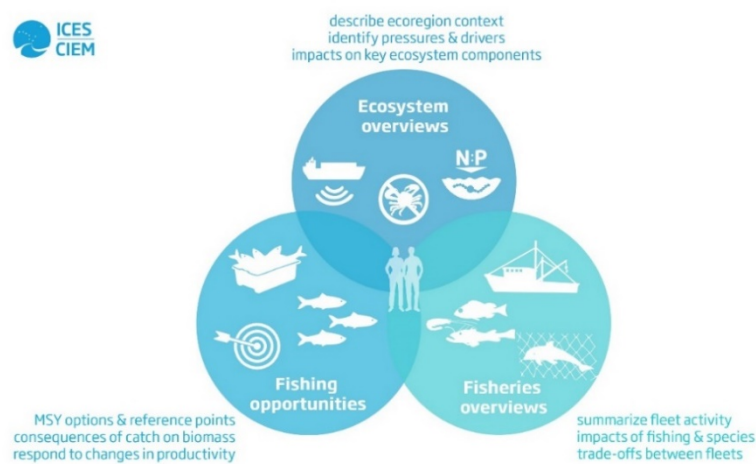 ICES
CIEM
describe ecoregion context
identify pressures & drivers
impacts on key ecosystem components
Ecosystem
overviews
N:P
Fishing
opportunities
Fisheries
overviews
MSY options & reference points
consequences of catch on biomass
respond to changes in productivity
summarize fleet activity
impacts of fishing & species
trade-offs between fleets